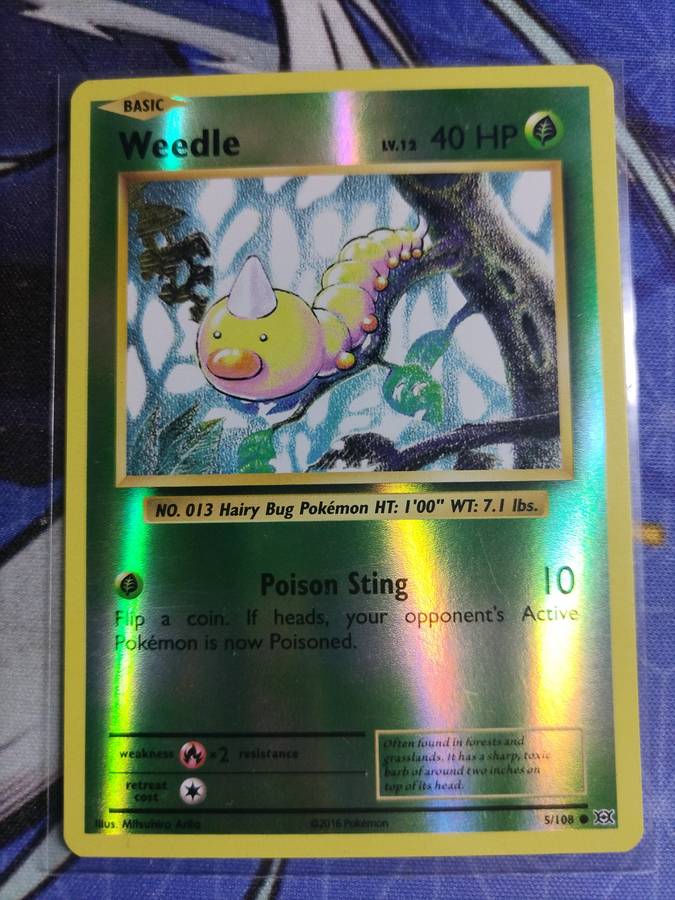 BASIC
Weedle LV.12 40 HP
NO. 013 Hairy Bug Pokémon HT: 1'00" WT: 7.1 lbs.
Poison Sting 10
Flip a coin. If heads, your opponent's Active
Pokémon is now Poisoned.
weakness ×2 resistance
retreat
cost
Often found in forests and
grasslands. It has a sharp, toxic
barb of around two inches on
top of its head.
Illus. Mitsuhiro Arita ©2016 Pokémon 5/108